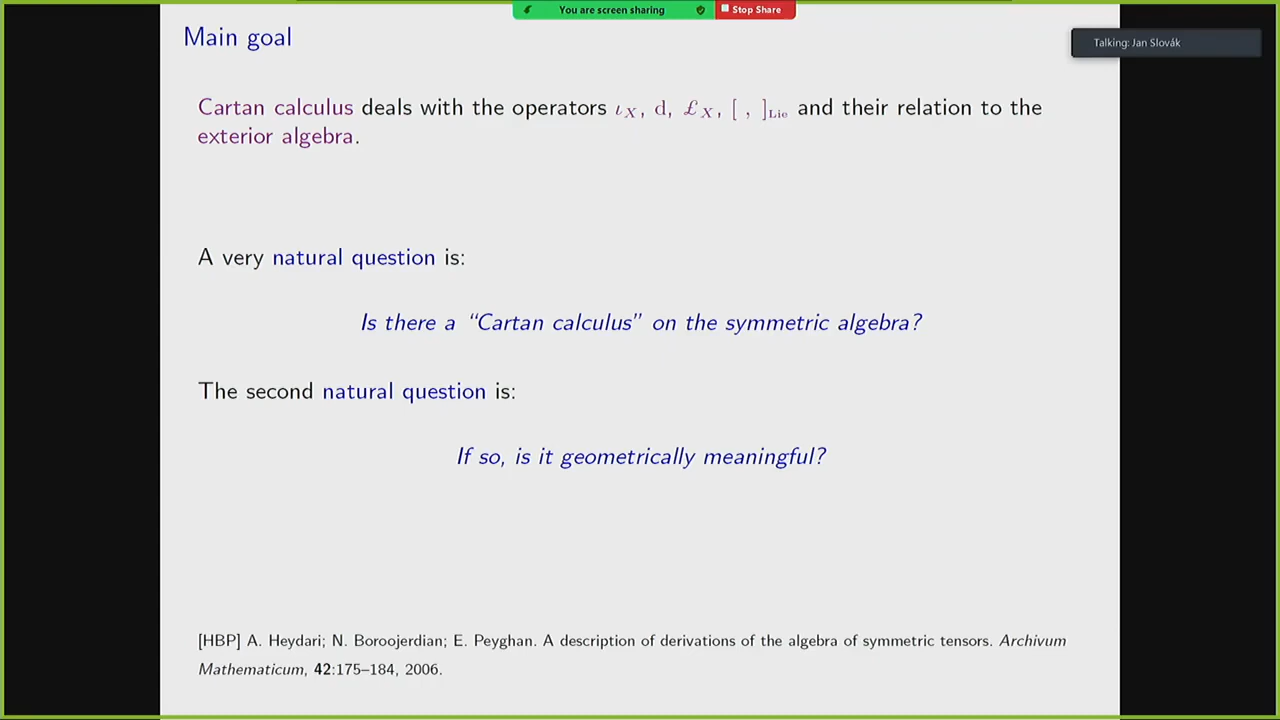 You are screen sharing
Stop Share
Talking: Jan Slovák
Main goal
Cartan calculus deals with the operators ι_X, d, £_X, [ , ]_Lie and their relation to the
exterior algebra.
A very natural question is:
Is there a “Cartan calculus” on the symmetric algebra?
The second natural question is:
If so, is it geometrically meaningful?
[HBP] A. Heydari; N. Boroojerdian; E. Peyghan. A description of derivations of the algebra of symmetric tensors. Archivum
Mathematicum, 42:175–184, 2006.